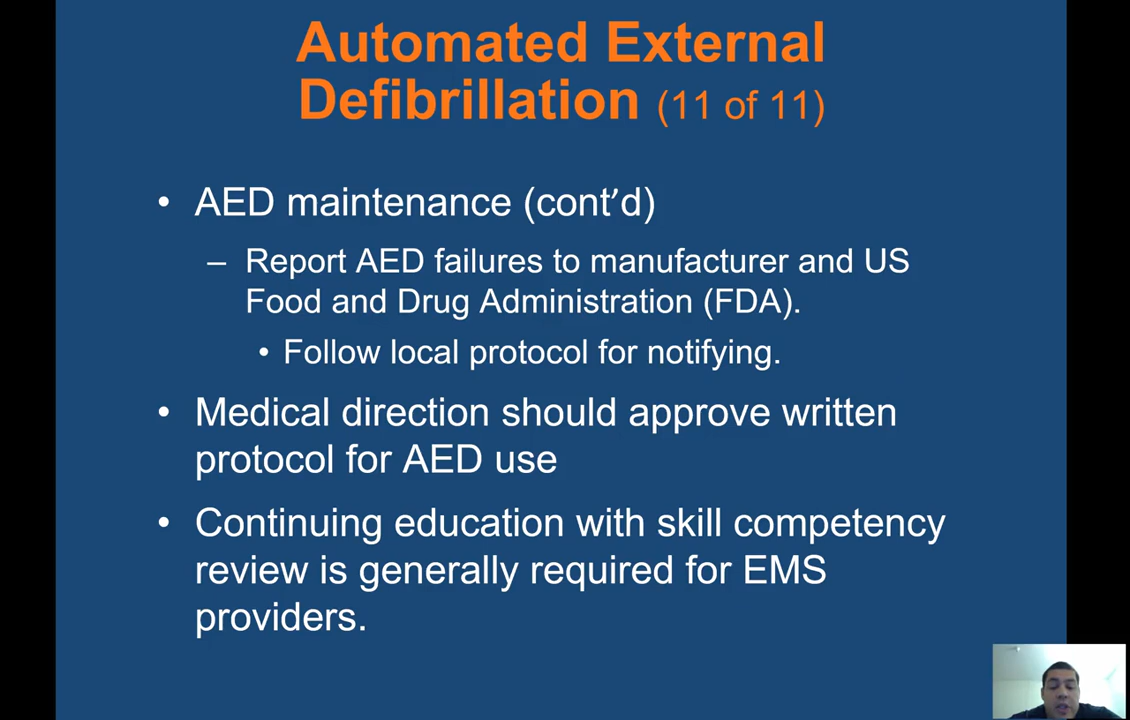 Automated External
Defibrillation (11 of 11)
• AED maintenance (cont’d)
– Report AED failures to manufacturer and US
Food and Drug Administration (FDA).
• Follow local protocol for notifying.
• Medical direction should approve written
protocol for AED use
• Continuing education with skill competency
review is generally required for EMS
providers.